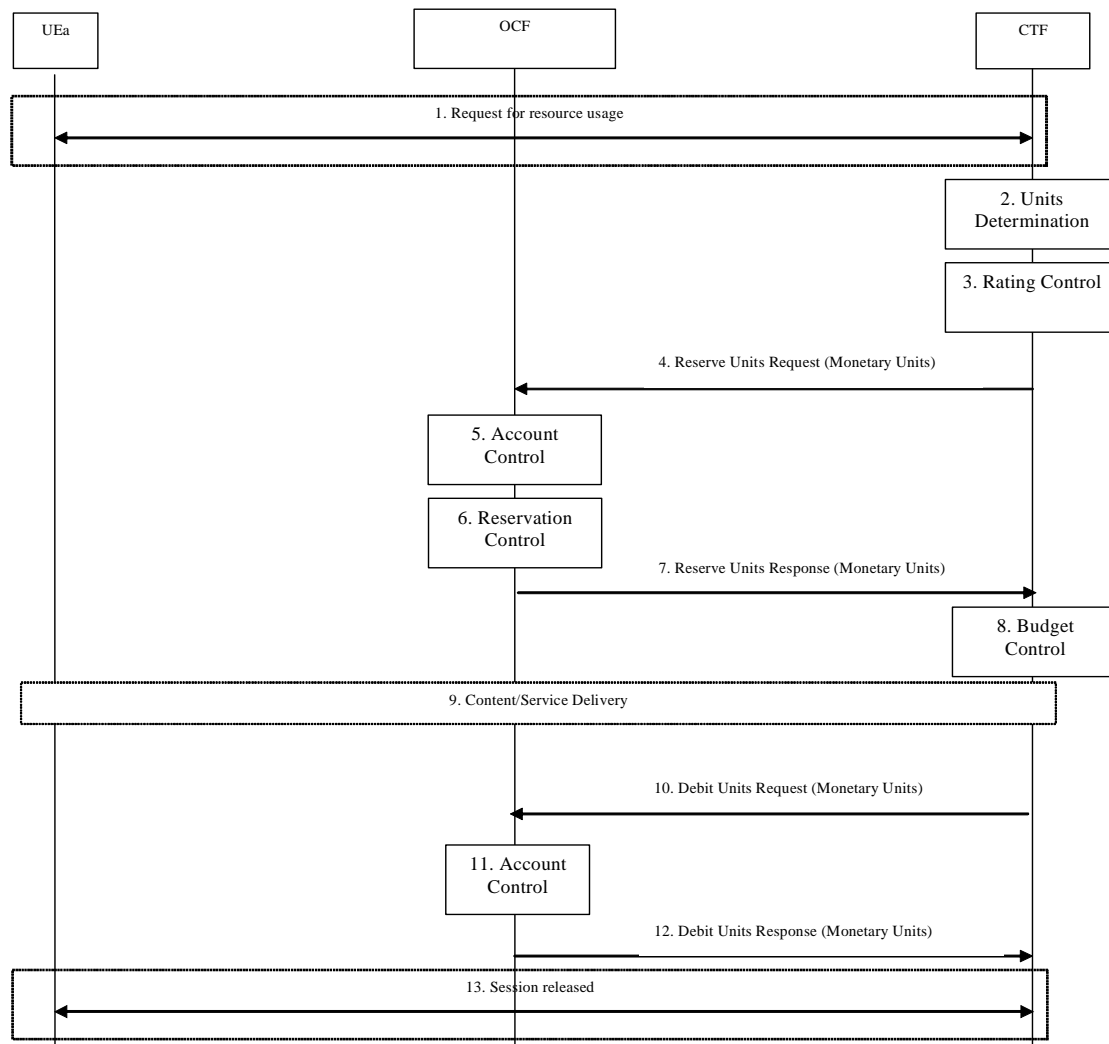 UEa
OCF
CTF
1. Request for resource usage
2. Units
Determination
3. Rating Control
4. Reserve Units Request (Monetary Units)
5. Account
Control
6. Reservation
Control
7. Reserve Units Response (Monetary Units)
8. Budget
Control
9. Content/Service Delivery
10. Debit Units Request (Monetary Units)
11. Account
Control
12. Debit Units Response (Monetary Units)
13. Session released